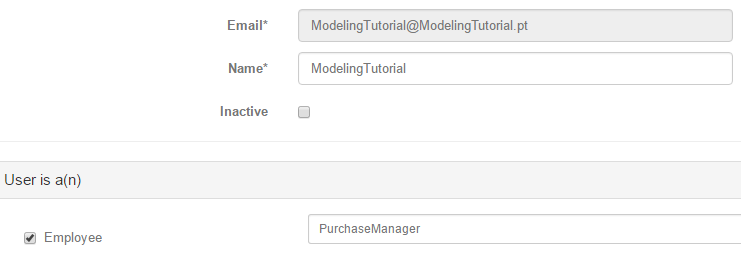 Email* ModelingTutorial@ModelingTutorial.pt
Name* ModelingTutorial
Inactive
User is a(n)
Employee PurchaseManager